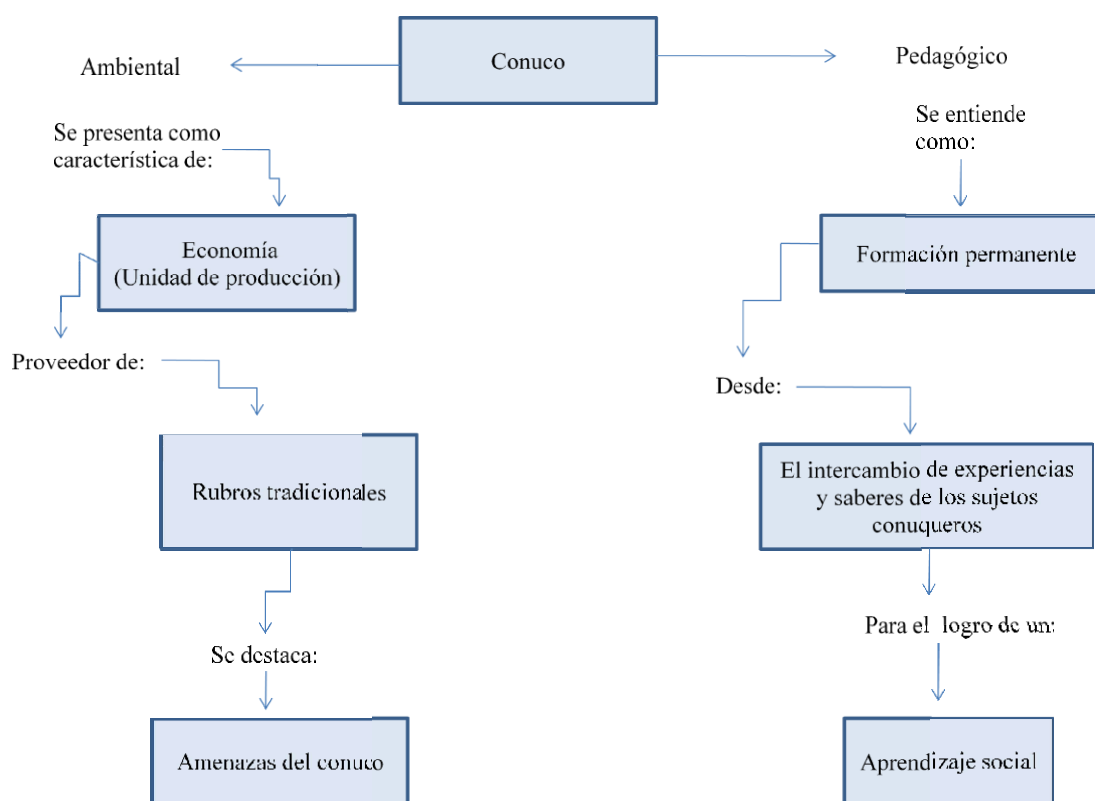 Conuco
Ambiental
Pedagógico
Se presenta como
característica de:
Se entiende
como:
Economía
(Unidad de producción)
Formación permanente
Proveedor de:
Desde:
Rubros tradicionales
El intercambio de experiencias
y saberes de los sujetos
conuqueros
Se destaca:
Para el logro de un:
Amenazas del conuco
Aprendizaje social